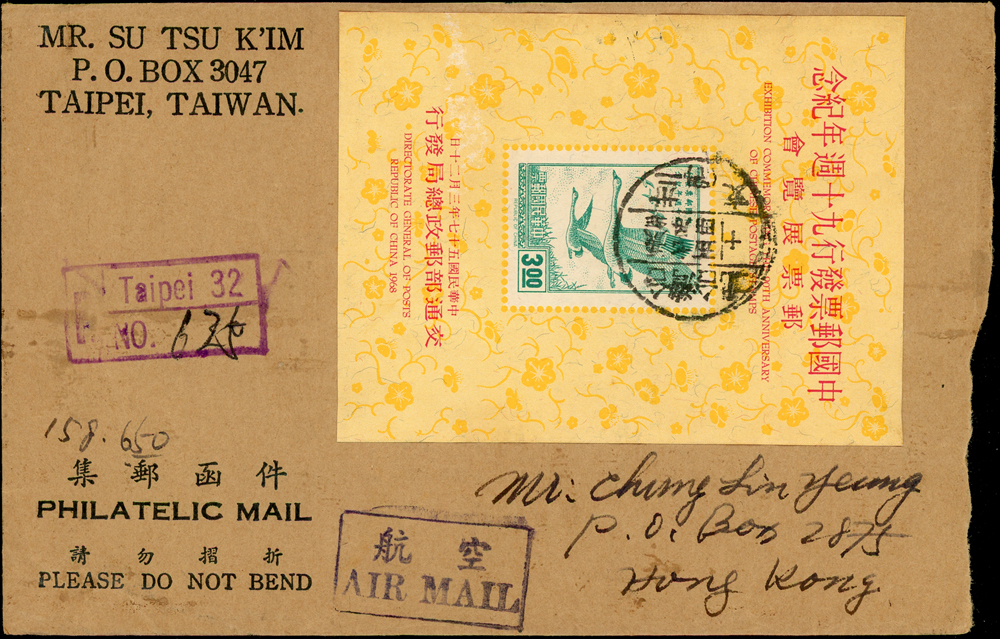 MR. SU TSU K'IM
P. O. BOX 3047
TAIPEI, TAIWAN.
中國郵票發行九十週年紀念
郵票展覽會
EXHIBITION COMMEMORATING THE 90TH ANNIVERSARY
OF CHINESE POSTAGE STAMPS
中華民國郵票
3.00
中華民國五十七年三月二十日
交通部郵政總局發行
DIRECTORATE GENERAL OF POSTS
REPUBLIC OF CHINA 1968
R Taipei 32
NO. 626
158.650
集郵函件
PHILATELIC MAIL
請勿摺折
PLEASE DO NOT BEND
航空
AIR MAIL
Mr. Chung Lin Yeung
P. O. Box 2875
Hong Kong